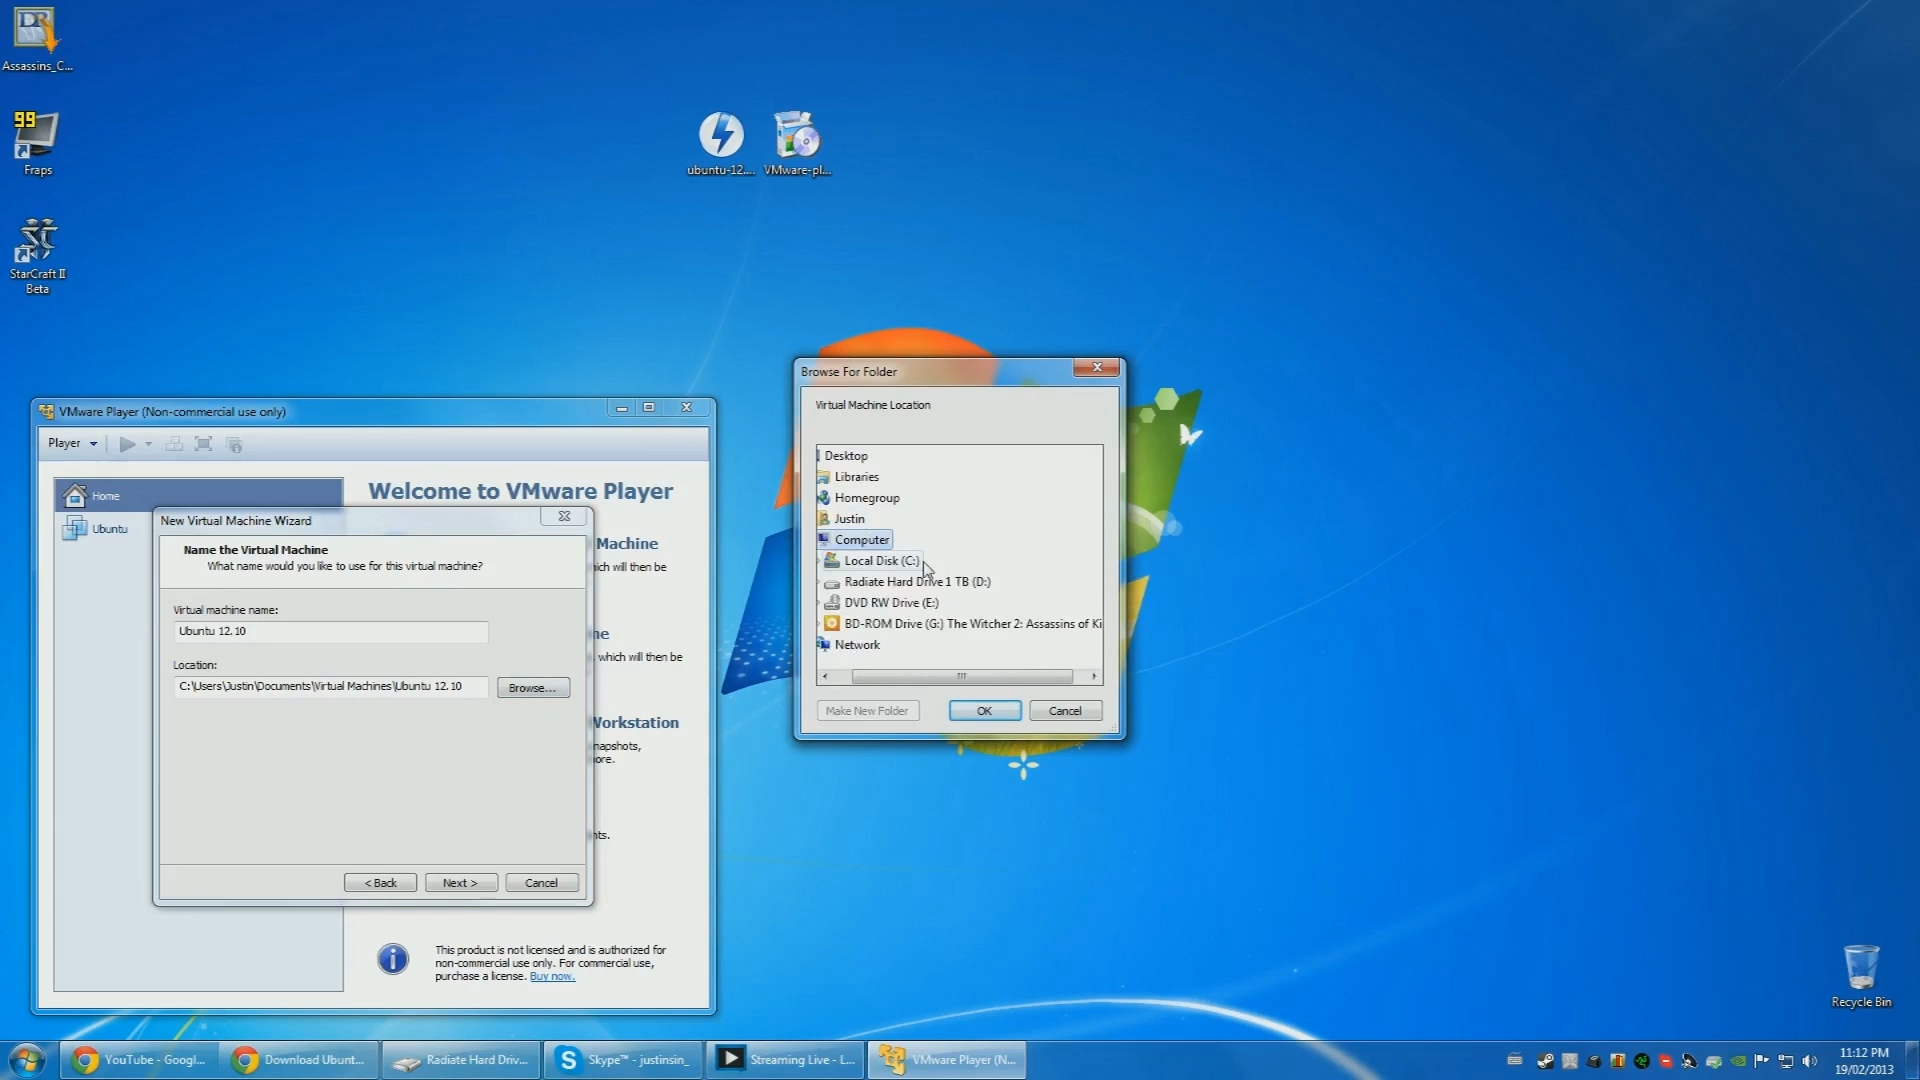 Assassins_C...
99
Fraps
StarCraft II
Beta
ubuntu-12....
VMware-pl...
VMware Player (Non-commercial use only)
Player
Home
Ubuntu
Welcome to VMware Player
Machine
which will then be
ne
which will then be
Workstation
napshots,
ore.
nts.
This product is not licensed and is authorized for
non-commercial use only. For commercial use,
purchase a license. Buy now.
New Virtual Machine Wizard
Name the Virtual Machine
What name would you like to use for this virtual machine?
Virtual machine name:
Ubuntu 12.10
Location:
C:\Users\Justin\Documents\Virtual Machines\Ubuntu 12.10
Browse...
< Back
Next >
Cancel
Browse For Folder
Virtual Machine Location
Desktop
Libraries
Homegroup
Justin
Computer
Local Disk (C:)
Radiate Hard Drive 1 TB (D:)
DVD RW Drive (E:)
BD-ROM Drive (G:) The Witcher 2: Assassins of Ki
Network
Make New Folder
OK
Cancel
Recycle Bin
YouTube - Googl...
Download Ubunt...
Radiate Hard Driv...
Skype™ - justinsin_
Streaming Live - L...
VMware Player (N...
11:12 PM
19/02/2013